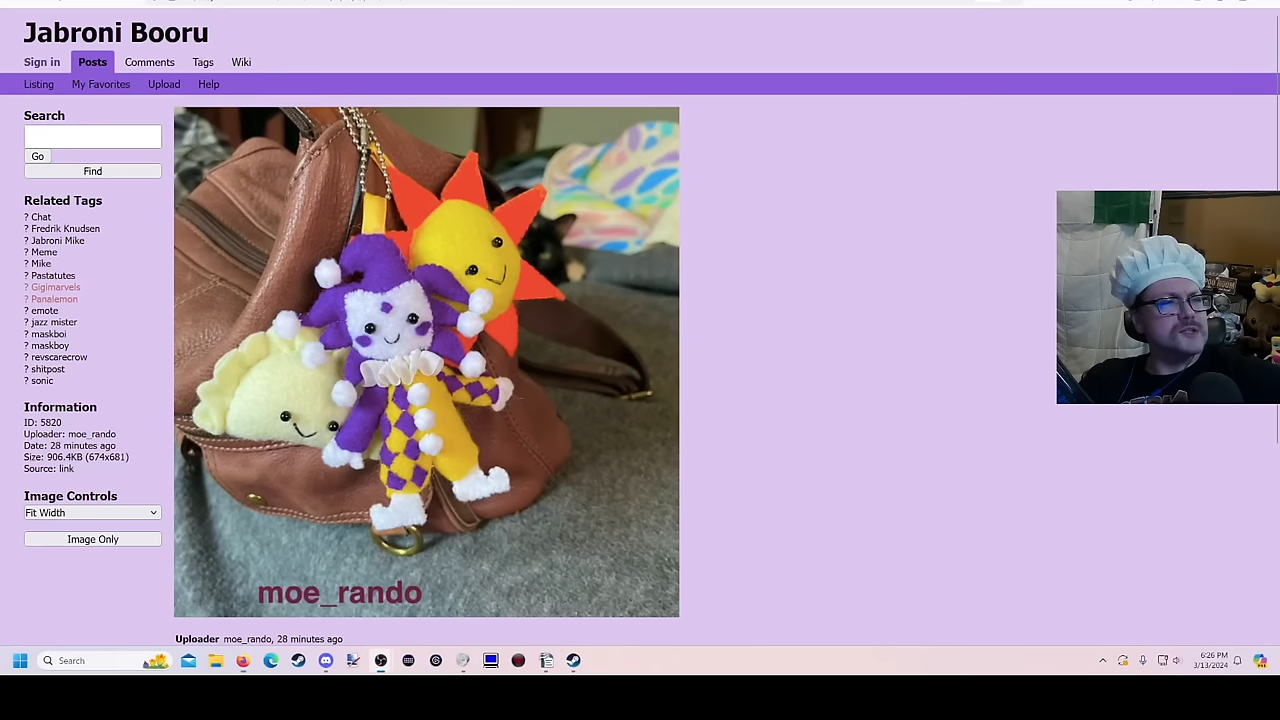 Jabroni Booru
Sign in Posts Comments Tags Wiki
Listing My Favorites Upload Help
Search
Go
Find
Related Tags
? Chat
? Fredrik Knudsen
? Jabroni Mike
? Meme
? Mike
? Pastatutes
? Gigimarvels
? Panalemon
? emote
? jazz mister
? maskboi
? maskboy
? revscarecrow
? shitpost
? sonic
Information
ID: 5820
Uploader: moe_rando
Date: 28 minutes ago
Size: 906.4KB (674x681)
Source: link
Image Controls
Fit Width
Image Only
moe_rando
Uploader moe_rando, 28 minutes ago
Search
6:26 PM
3/13/2024